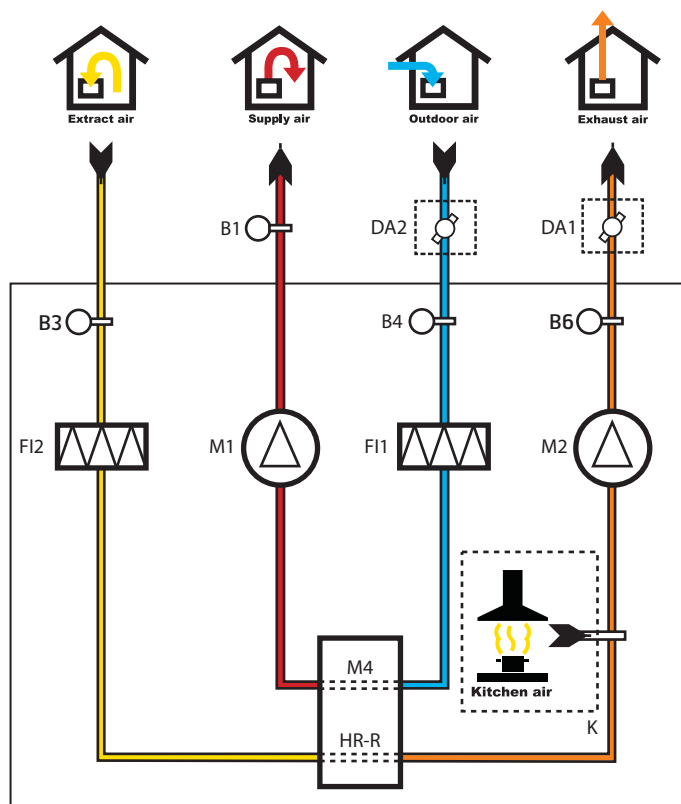 Extract air
Supply air
Outdoor air
Exhaust air
B1
DA2
DA1
B3
B4
B6
FI2
M1
FI1
M2
Kitchen air
K
M4
HR-R